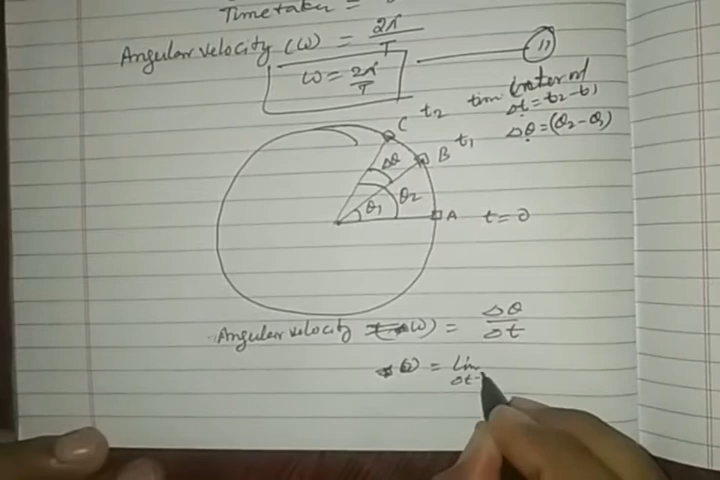 Time taken =
Angular velocity (ω) = 2π/T
ω = 2π/T
11
C t2
time interval
Δt = t2 - t1
B t1
Δθ = (θ2 - θ1)
Δθ
θ1
θ2
A t = 0
Angular velocity (ω) = Δθ/Δt
ω = Lim
Δt-